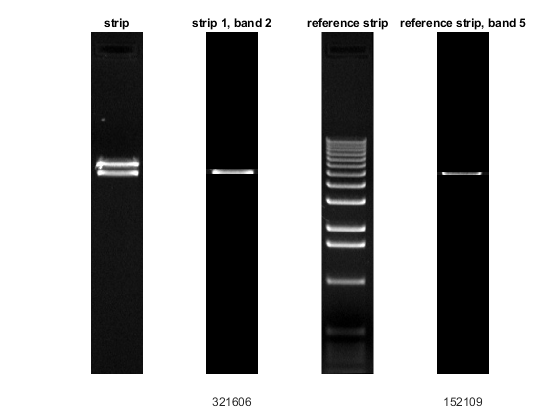 strip
strip 1, band 2
reference strip
reference strip, band 5
321606
152109